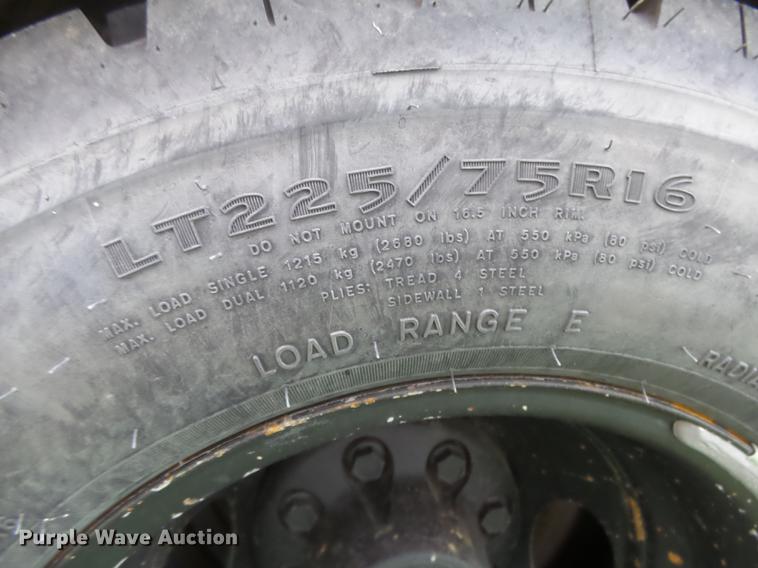 LT225/75R16
DO NOT MOUNT ON 16.5 INCH RIM.
MAX. LOAD SINGLE 1215 kg (2680 lbs) AT 550 kPa (80 psi) COLD
MAX. LOAD DUAL 1120 kg (2470 lbs) AT 550 kPa (80 psi) COLD
PLIES: TREAD 4 STEEL
SIDEWALL 1 STEEL
LOAD RANGE E
RADIA
Purple Wave Auction®